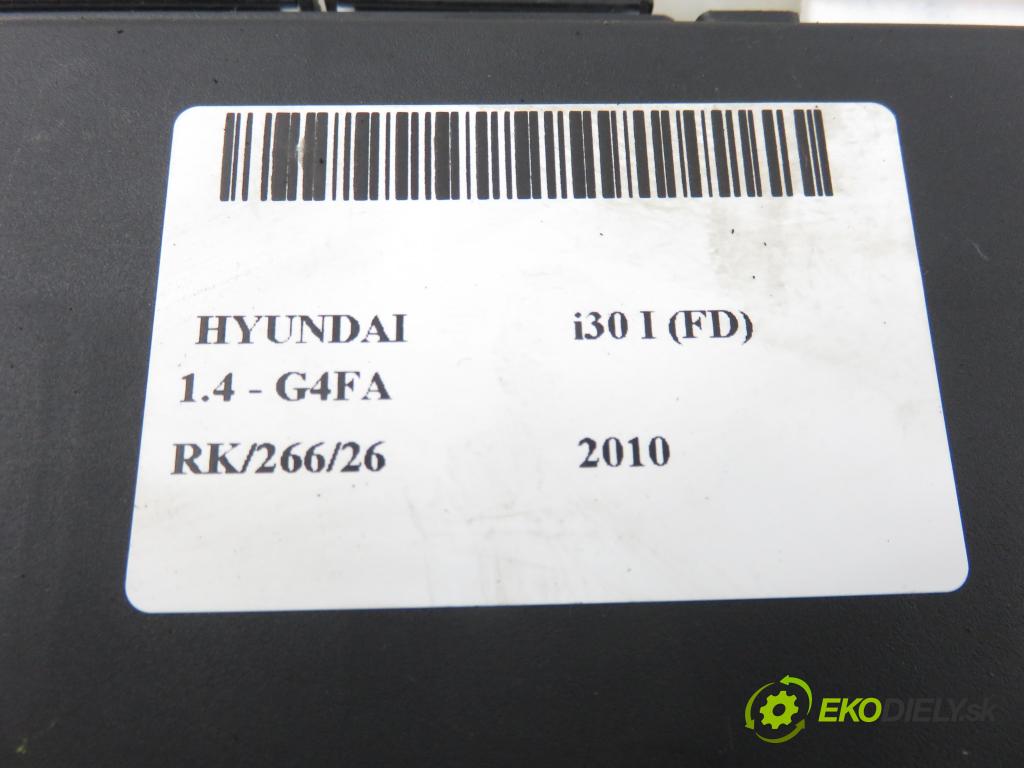 HYUNDAI i30 I (FD)
1.4 - G4FA
RK/266/26 2010
EKODIELY.sk